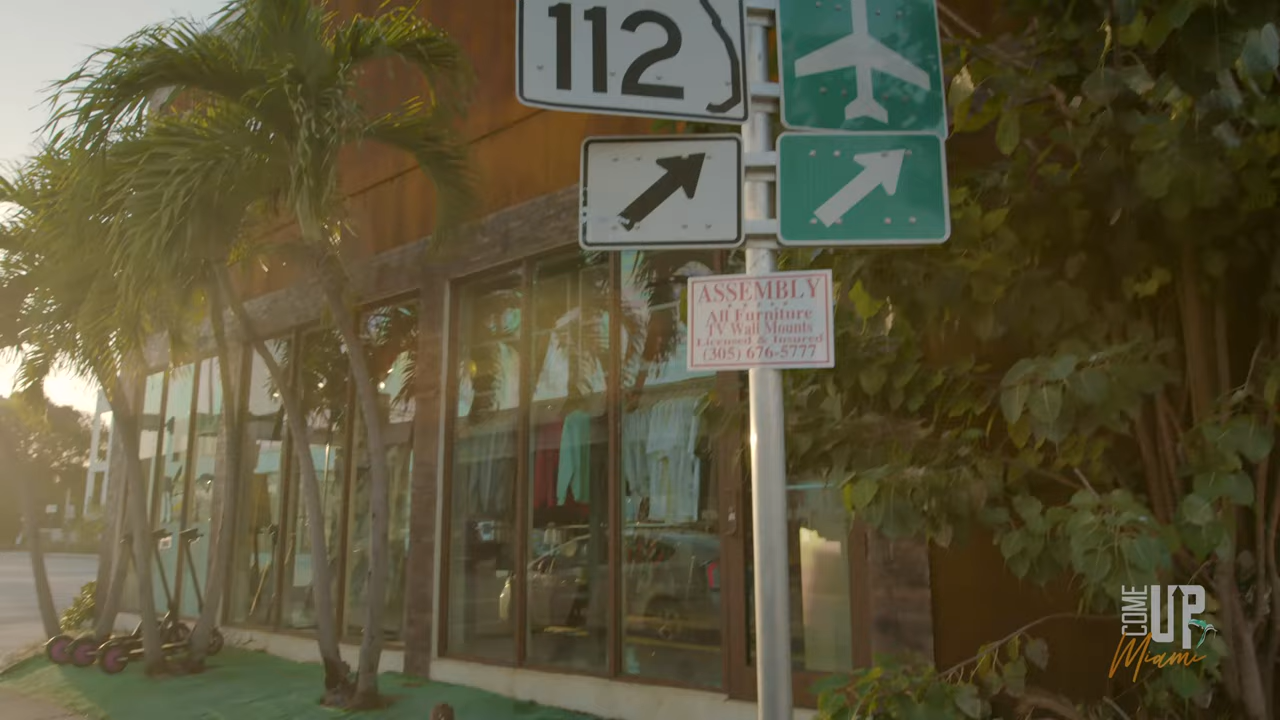 112
ASSEMBLY
All Furniture
TV Wall Mounts
Licensed & Insured
(305) 676-5777
COME UP
Miami